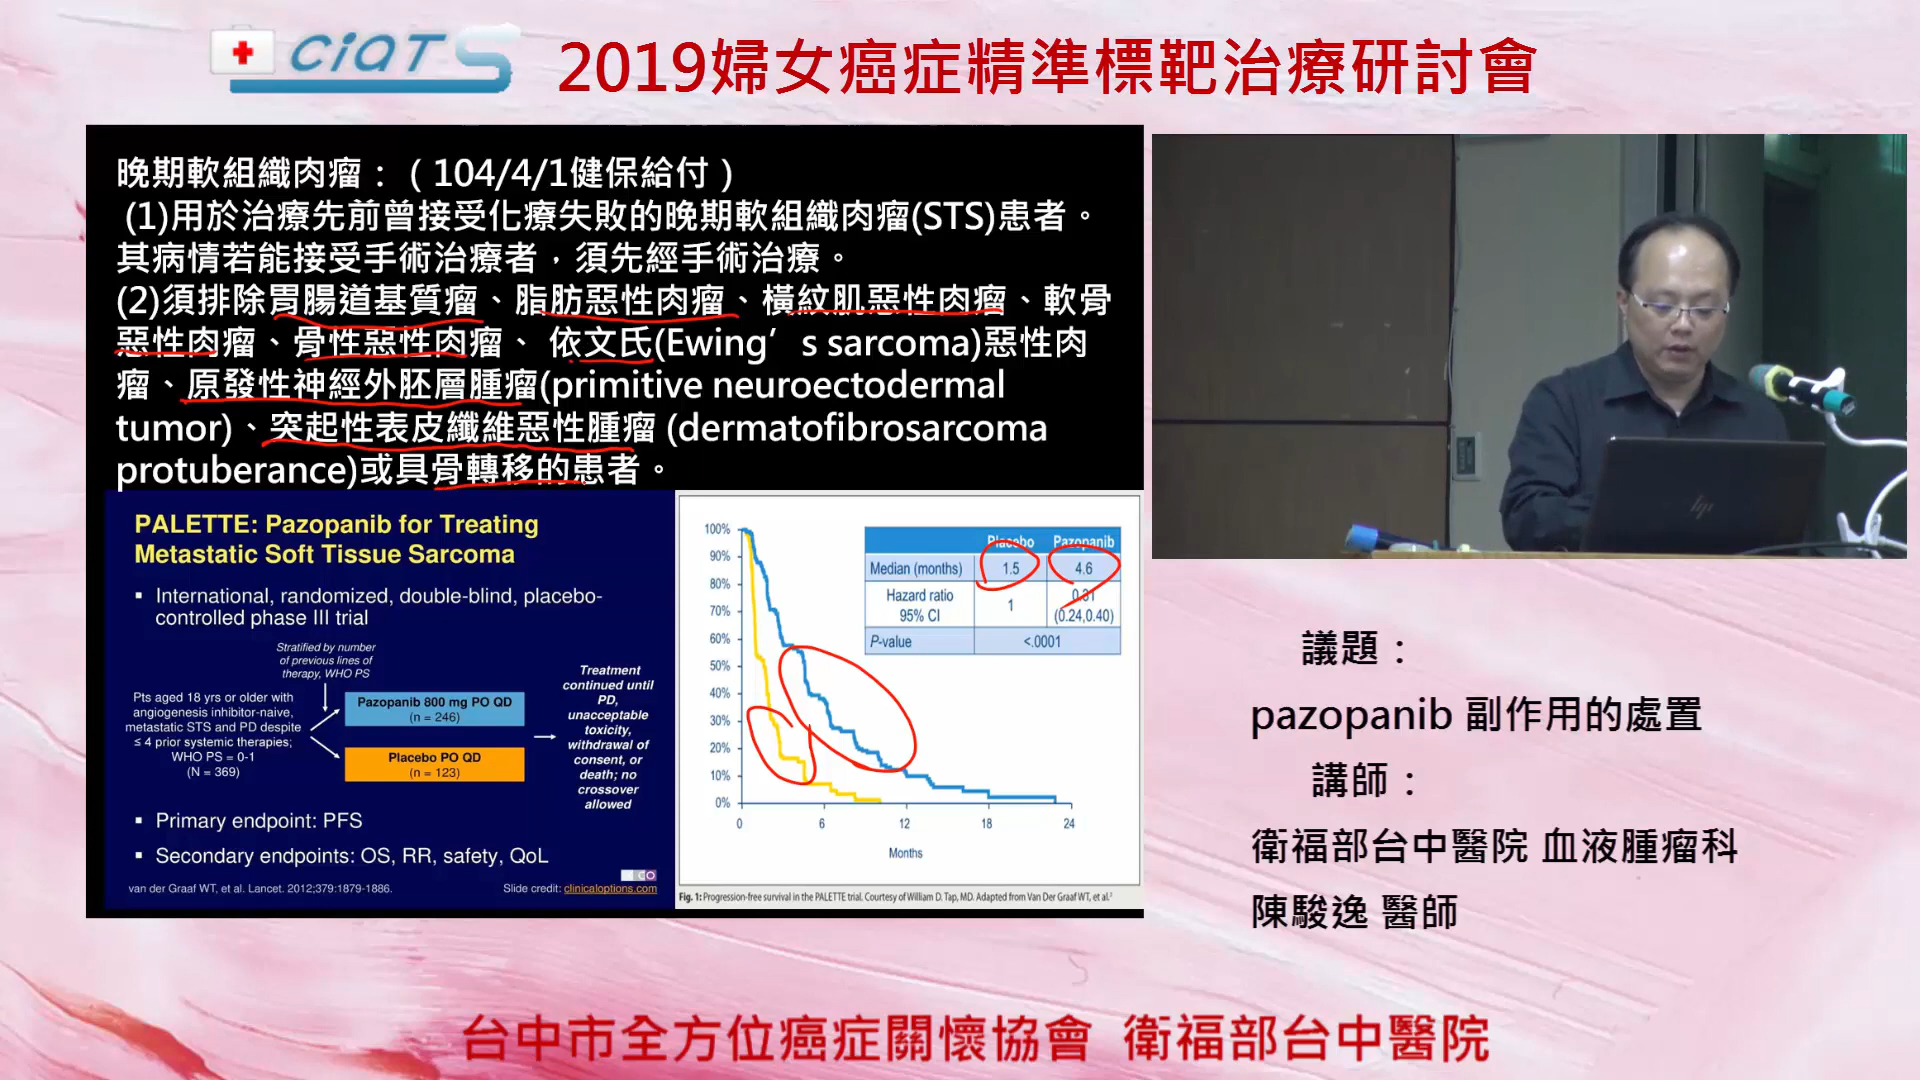 CiQTS
2019婦女癌症精準標靶治療研討會
晚期軟組織肉瘤：（104/4/1健保給付）
(1)用於治療先前曾接受化療失敗的晚期軟組織肉瘤(STS)患者。
其病情若能接受手術治療者，須先經手術治療。
(2)須排除胃腸道基質瘤、脂肪惡性肉瘤、橫紋肌惡性肉瘤、軟骨
惡性肉瘤、骨性惡性肉瘤、 依文氏(Ewing’s sarcoma)惡性肉
瘤、原發性神經外胚層腫瘤(primitive neuroectodermal
tumor)、突起性表皮纖維惡性腫瘤 (dermatofibrosarcoma
protuberance)或具骨轉移的患者。
PALETTE: Pazopanib for Treating
Metastatic Soft Tissue Sarcoma
▪ International, randomized, double-blind, placebo-
controlled phase III trial
Stratified by number
of previous lines of
therapy, WHO PS
Pts aged 18 yrs or older with
angiogenesis inhibitor-naive,
metastatic STS and PD despite
≤ 4 prior systemic therapies;
WHO PS = 0-1
(N = 369)
Pazopanib 800 mg PO QD
(n = 246)
Placebo PO QD
(n = 123)
Treatment
continued until
PD,
unacceptable
toxicity,
withdrawal of
consent, or
death; no
crossover
allowed
▪ Primary endpoint: PFS
▪ Secondary endpoints: OS, RR, safety, QoL
van der Graaf WT, et al. Lancet. 2012;379:1879-1886.
Slide credit: clinicaloptions.com
100%
90%
80%
70%
60%
50%
40%
30%
20%
10%
0%
0 6 12 18 24
Months
Placebo Pazopanib
Median (months) 1.5 4.6
Hazard ratio
95% CI
1
0.31
(0.24,0.40)
P-value <.0001
Fig. 1: Progression-free survival in the PALETTE trial. Courtesy of William D. Tap, MD. Adapted from Van Der Graaf WT, et al.²
hp
議題：
pazopanib 副作用的處置
講師：
衛福部台中醫院 血液腫瘤科
陳駿逸 醫師
台中市全方位癌症關懷協會 衛福部台中醫院